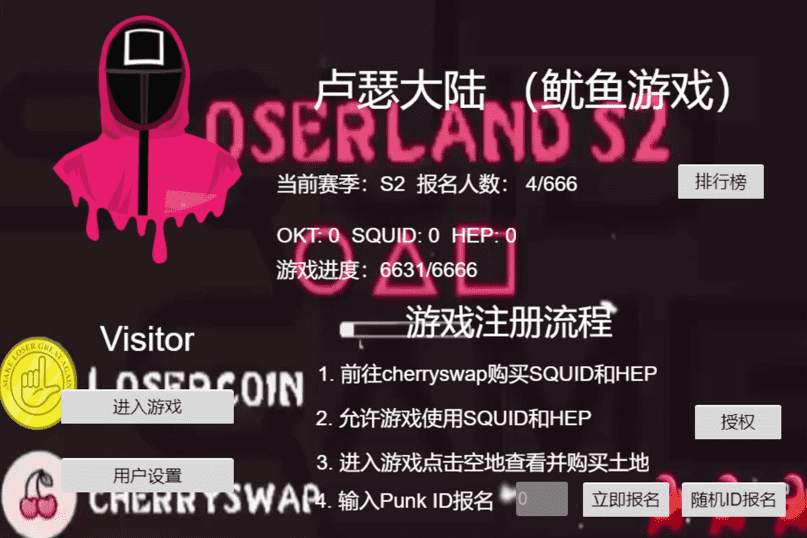 卢瑟大陆 （鱿鱼游戏）
LOSERLAND S2
当前赛季：S2 报名人数： 4/666
排行榜
OKT: 0 SQUID: 0 HEP: 0
游戏进度：6631/6666
游戏注册流程
Visitor
MAKE LOSER GREAT AGAIN
LOSERCOIN
1. 前往cherryswap购买SQUID和HEP
进入游戏
2. 允许游戏使用SQUID和HEP
授权
3. 进入游戏点击空地查看并购买土地
用户设置
CHERRYSWAP
4. 输入Punk ID报名 0 立即报名 随机ID报名